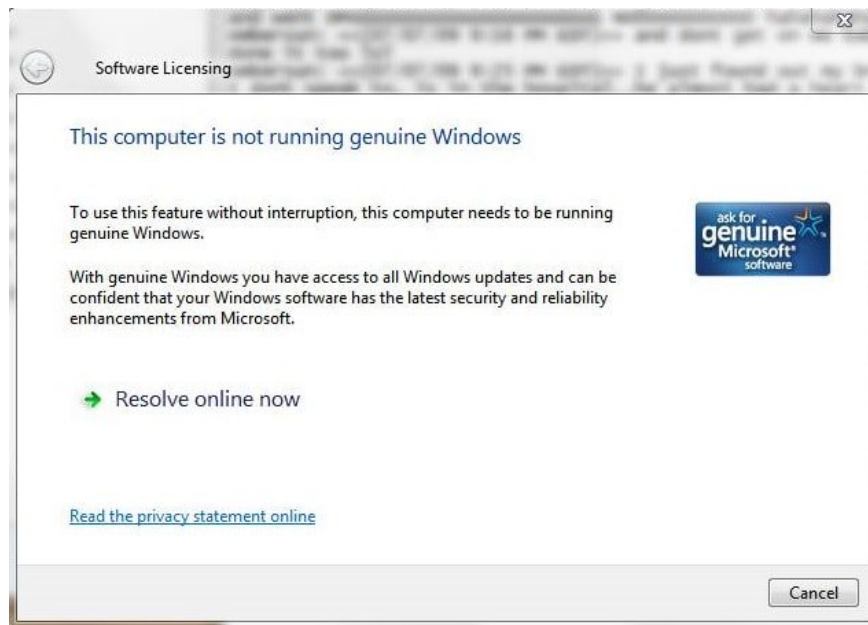 Software Licensing
This computer is not running genuine Windows
To use this feature without interruption, this computer needs to be running
genuine Windows.
ask for
genuine
Microsoft®
software
With genuine Windows you have access to all Windows updates and can be
confident that your Windows software has the latest security and reliability
enhancements from Microsoft.
Resolve online now
Read the privacy statement online
Cancel